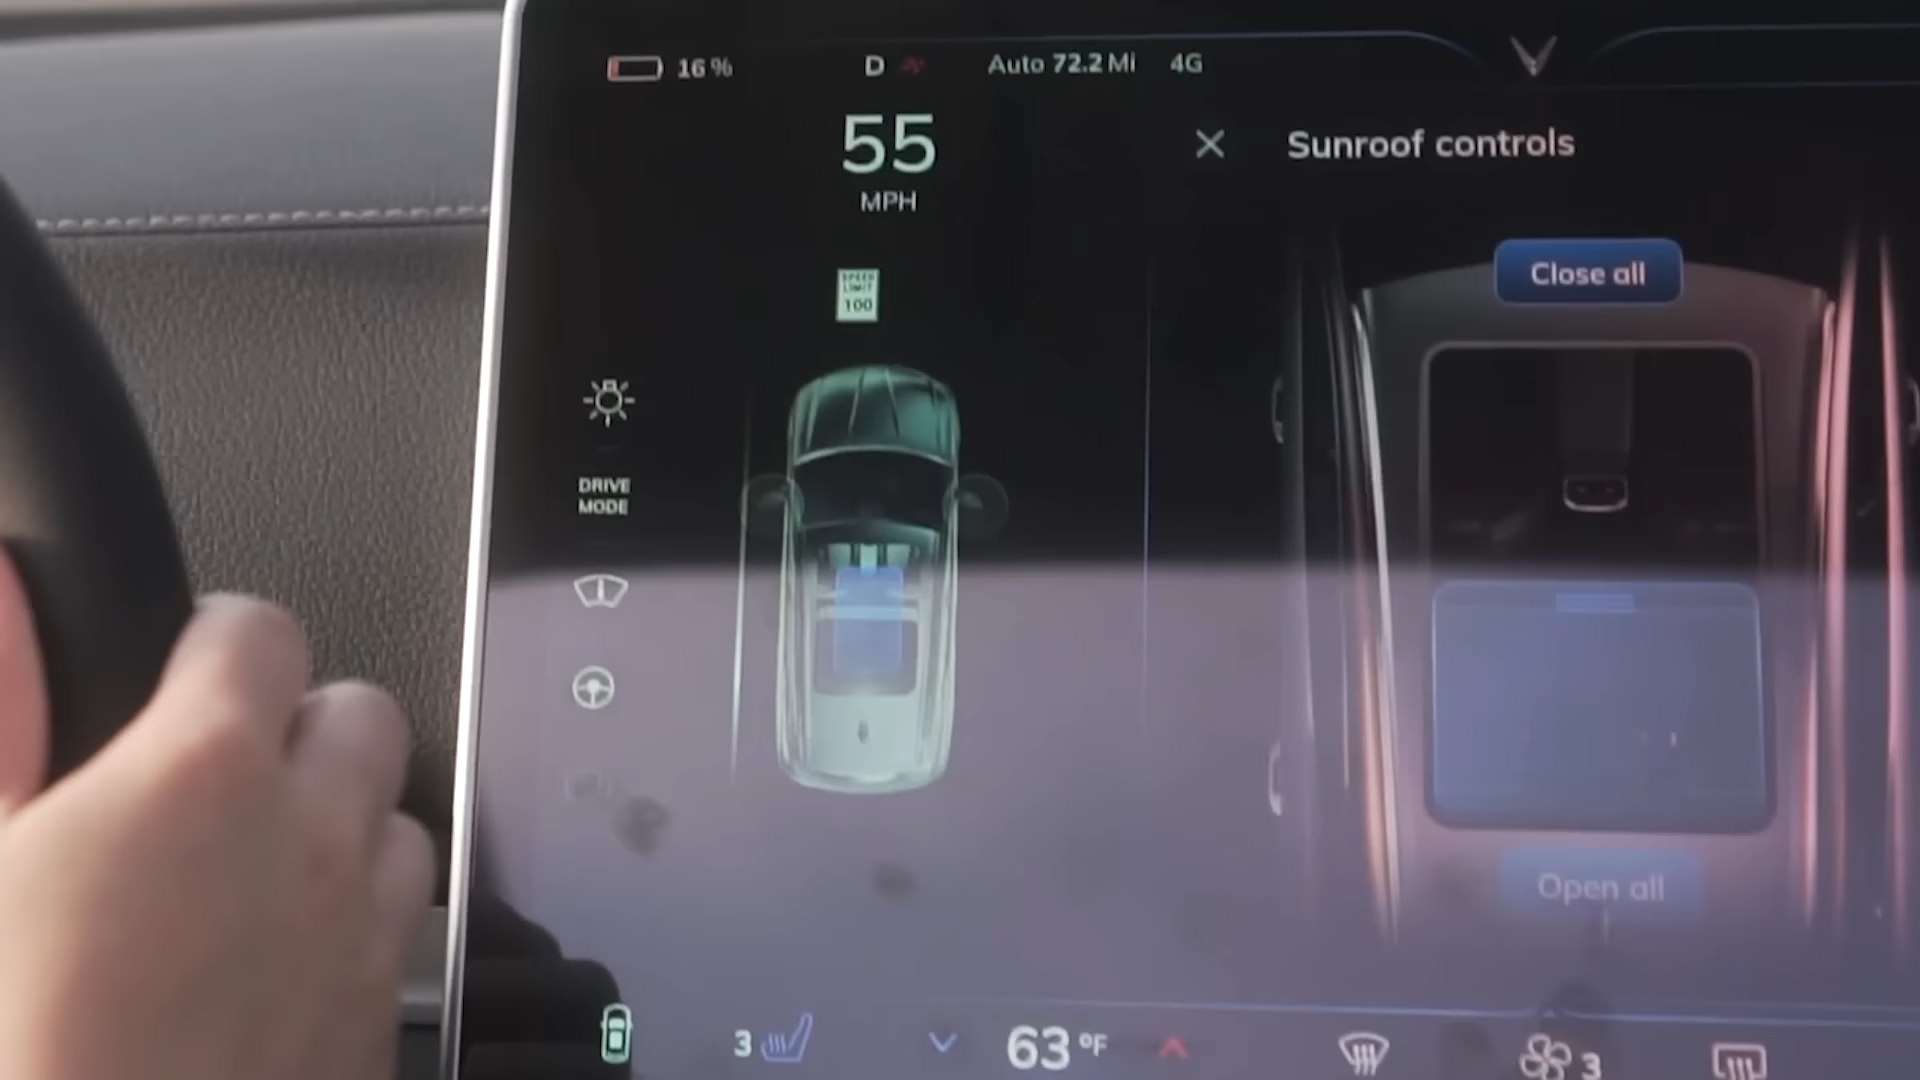 16 %
D
Auto 72.2 Mi
4G
55
MPH
Sunroof controls
SPEED
LIMIT
100
Close all
DRIVE
MODE
Open all
3
63 °F
3